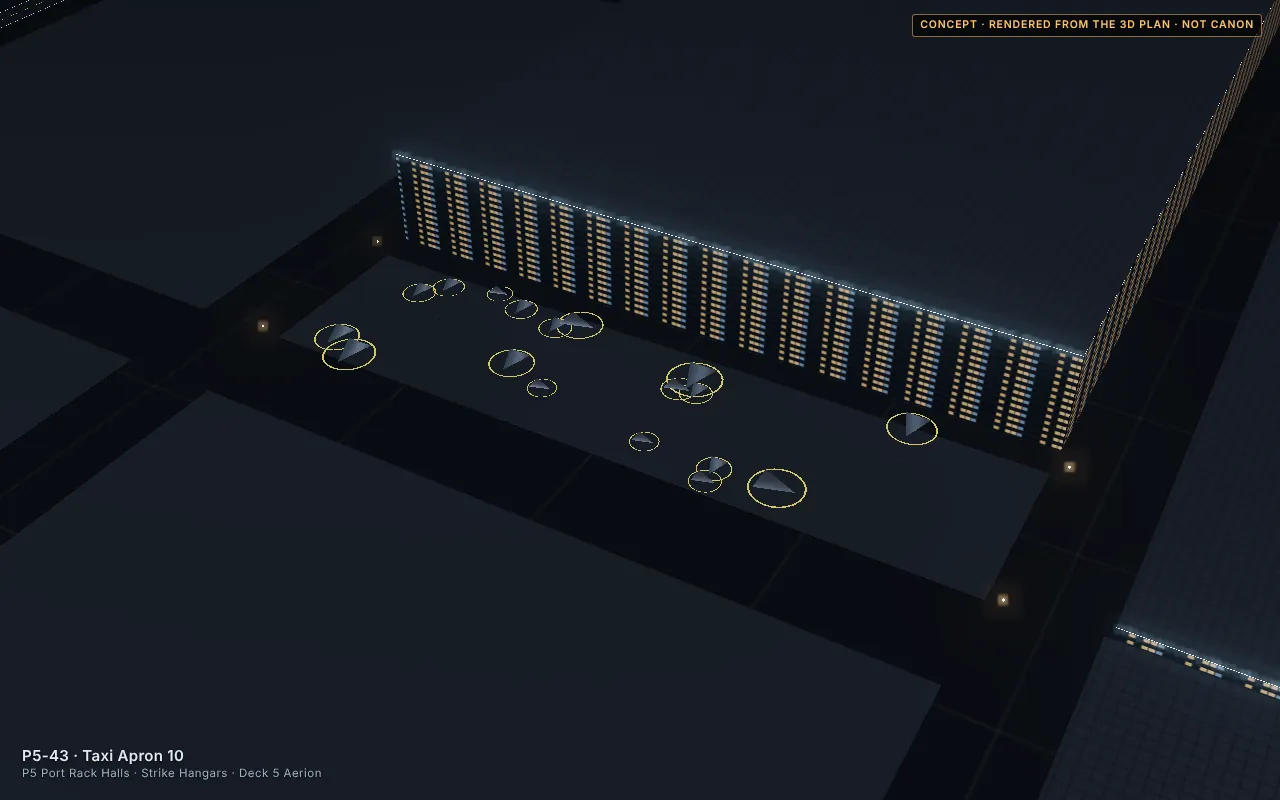 CONCEPT · RENDERED FROM THE 3D PLAN · NOT CANON
P5-43 · Taxi Apron 10
P5 Port Rack Halls · Strike Hangars · Deck 5 Aerion